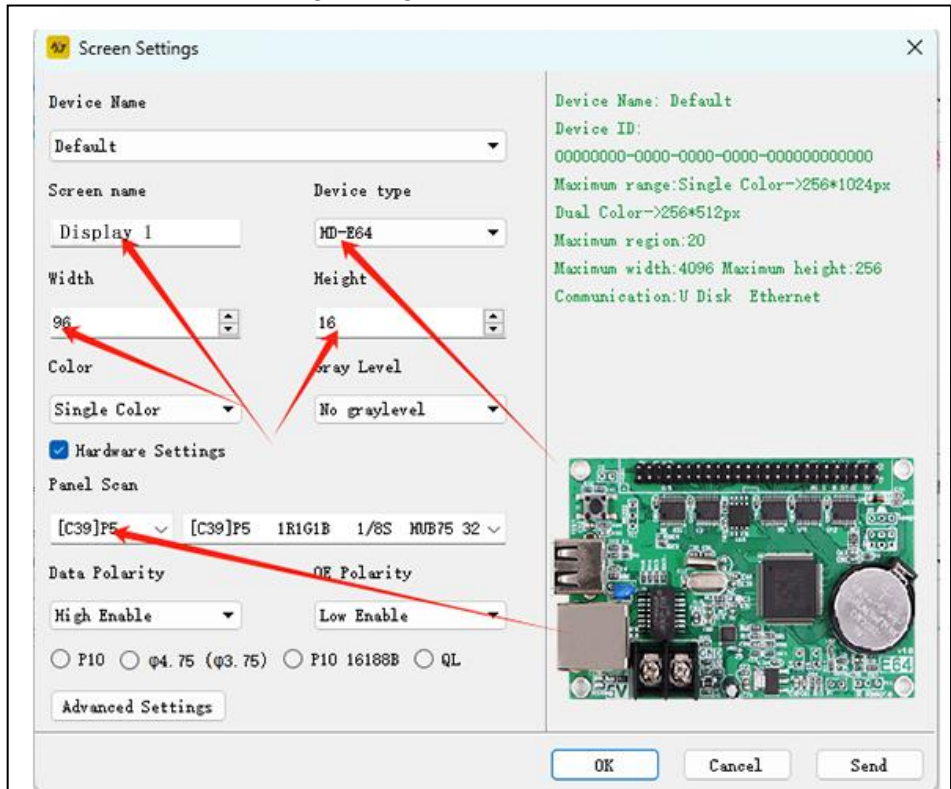 Screen Settings
Device Name
Default
Screen name
Device type
Display 1
MD-E64
Width
Height
96
16
Color
Gray Level
Single Color
No graylevel
Hardware Settings
Panel Scan
[C39]P5
[C39]P5 1R1G1B 1/8S HUB75 32
Data Polarity
OE Polarity
High Enable
Low Enable
P10
φ4.75 (φ3.75)
P10 16188B
QL
Advanced Settings
Device Name: Default
Device ID:
00000000-0000-0000-0000-000000000000
Maximum range:Single Color->256*1024px
Dual Color->256*512px
Maximum region:20
Maximum width:4096 Maximum height:256
Communication:U Disk Ethernet
E64
5V
OK
Cancel
Send